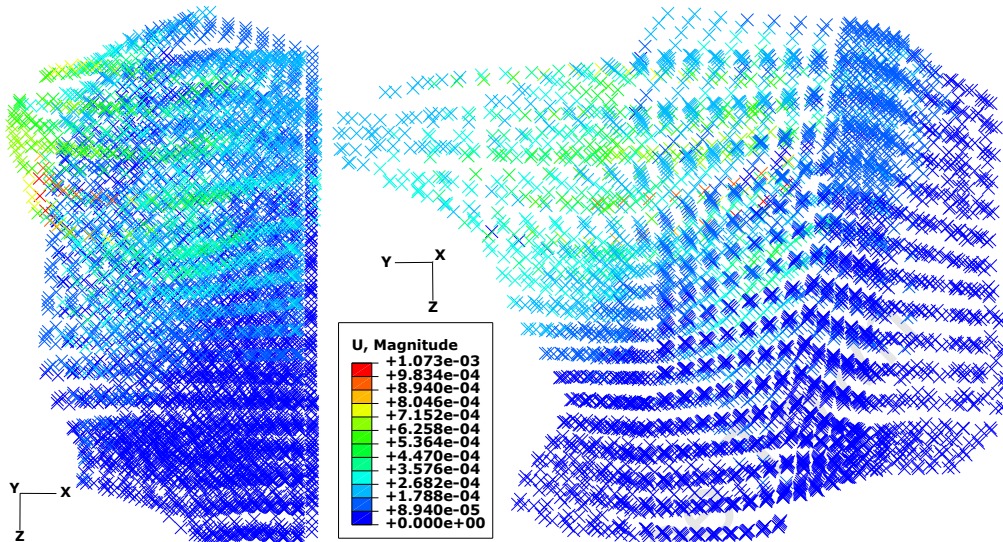 Y X
Z
U, Magnitude
+1.073e-03
+9.834e-04
+8.940e-04
+8.046e-04
+7.152e-04
+6.258e-04
+5.364e-04
+4.470e-04
+3.576e-04
+2.682e-04
+1.788e-04
+8.940e-05
+0.000e+00
Y X
Z